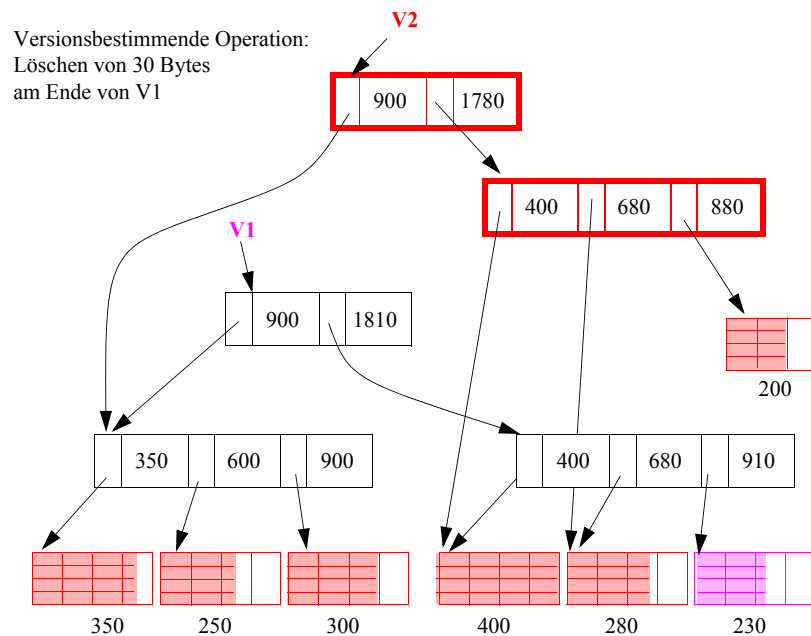 V2
Versionsbestimmende Operation:
Löschen von 30 Bytes
am Ende von V1
900 1780
400 680 880
V1
900 1810
200
350 600 900
400 680 910
350 250 300 400 280 230